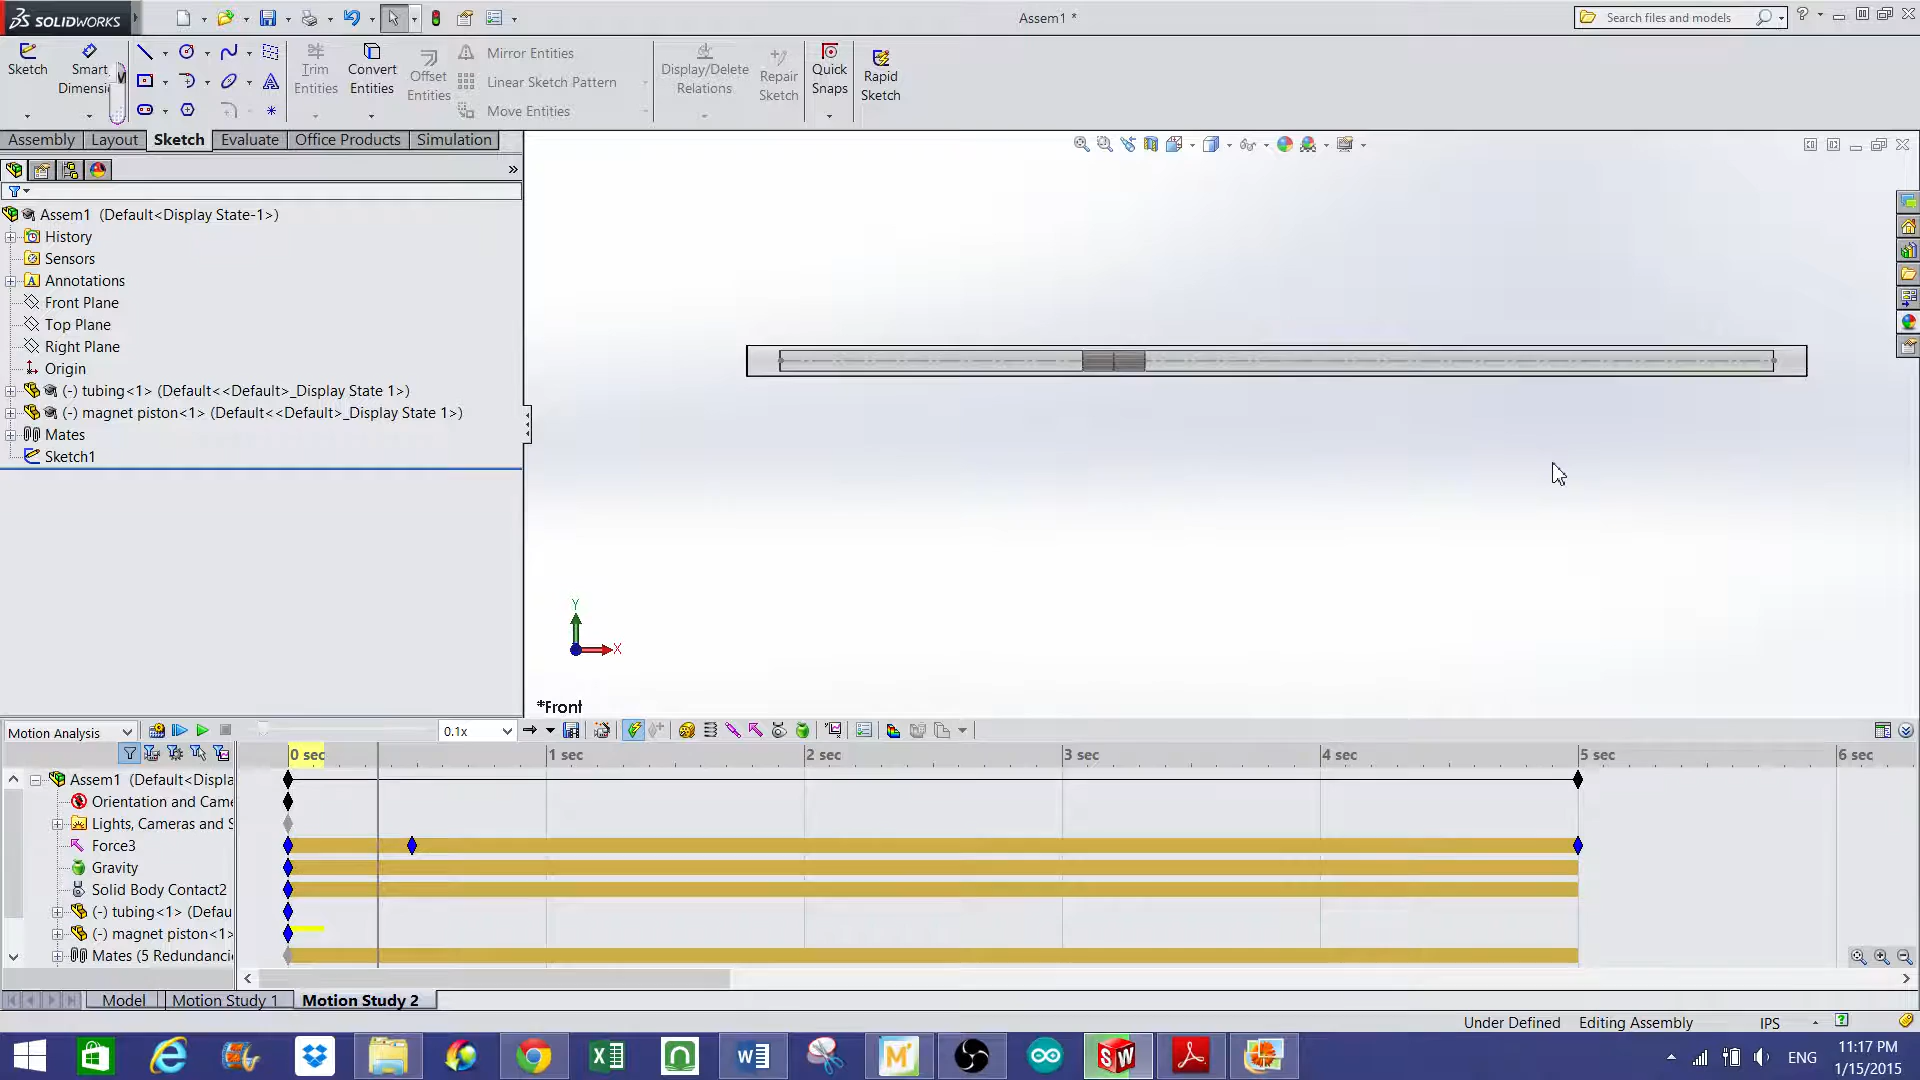 SOLIDWORKS
Assem1 *
Search files and models
Sketch
Smart
Dimensi
Trim
Entities
Convert
Entities
Offset
Entities
Mirror Entities
Linear Sketch Pattern
Move Entities
Display/Delete
Relations
Repair
Sketch
Quick
Snaps
Rapid
Sketch
Assembly
Layout
Sketch
Evaluate
Office Products
Simulation
Assem1 (Default<Display State-1>)
History
Sensors
Annotations
Front Plane
Top Plane
Right Plane
Origin
(-) tubing<1> (Default<<Default>_Display State 1>)
(-) magnet piston<1> (Default<<Default>_Display State 1>)
Mates
Sketch1
Y
X
*Front
Motion Analysis
0.1x
0 sec
1 sec
2 sec
3 sec
4 sec
5 sec
6 sec
Assem1 (Default<Displa
Orientation and Came
Lights, Cameras and S
Force3
Gravity
Solid Body Contact2
(-) tubing<1> (Defau
(-) magnet piston<1>
Mates (5 Redundanci
Model
Motion Study 1
Motion Study 2
Under Defined
Editing Assembly
IPS
ENG
11:17 PM
1/15/2015